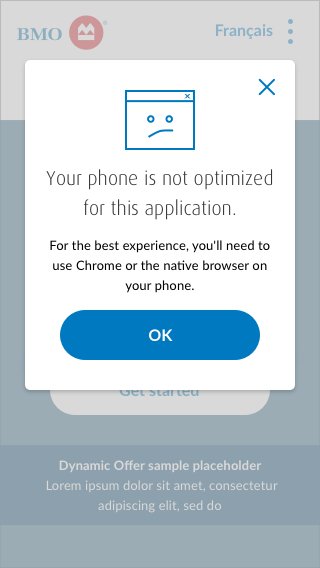 BMO
Français
Your phone is not optimized
for this application.
For the best experience, you'll need to
use Chrome or the native browser on
your phone.
OK
Get started
Dynamic Offer sample placeholder
Lorem ipsum dolor sit amet, consectetur
adipiscing elit, sed do